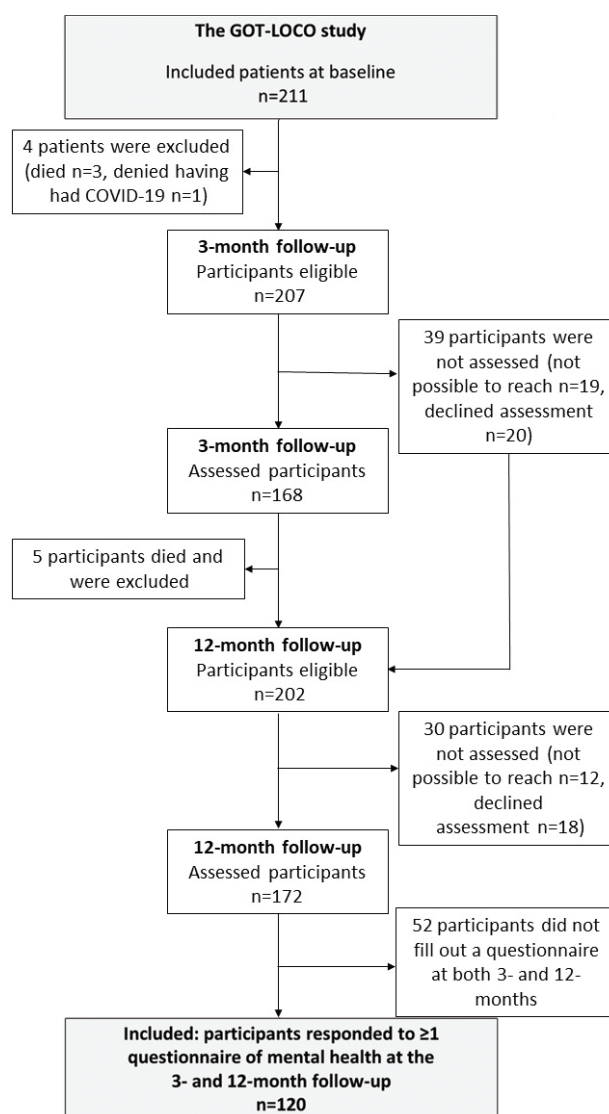 The GOT-LOCO study
Included patients at baseline
n=211
4 patients were excluded
(died n=3, denied having
had COVID-19 n=1)
3-month follow-up
Participants eligible
n=207
39 participants were
not assessed (not
possible to reach n=19,
declined assessment
n=20)
3-month follow-up
Assessed participants
n=168
5 participants died and
were excluded
12-month follow-up
Participants eligible
n=202
30 participants were
not assessed (not
possible to reach n=12,
declined
assessment n=18)
12-month follow-up
Assessed participants
n=172
52 participants did not
fill out a questionnaire
at both 3- and 12-
months
Included: participants responded to ≥1
questionnaire of mental health at the
3- and 12-month follow-up
n=120